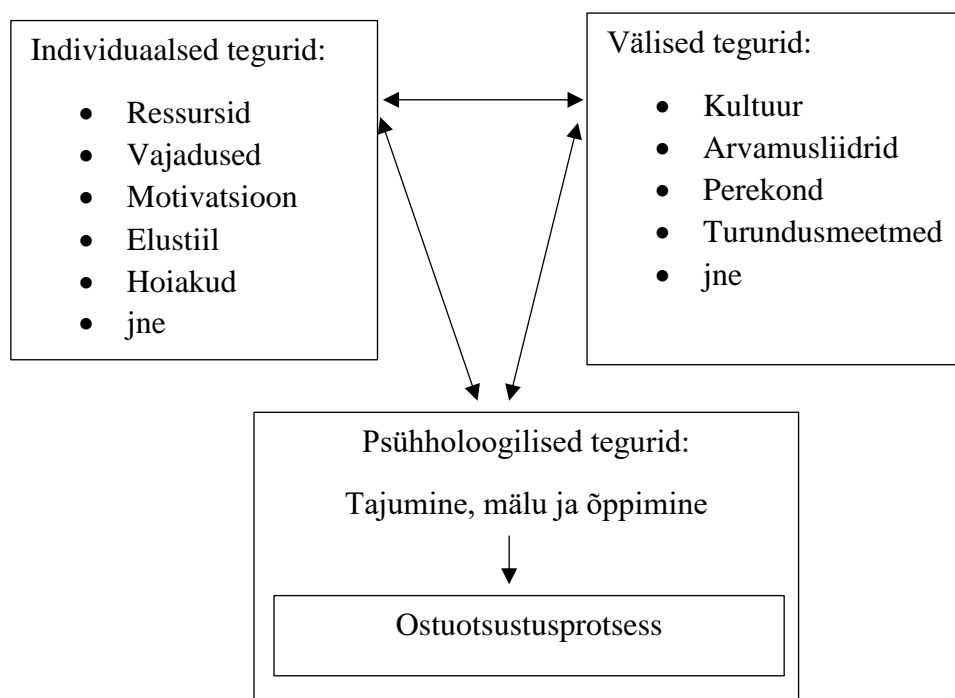 Individuaalsed tegurid:
• Ressursid
• Vajadused
• Motivatsioon
• Elustiil
• Hoiakud
• jne
Välised tegurid:
• Kultuur
• Arvamusliidrid
• Perekond
• Turundusmeetmed
• jne
Psühholoogilised tegurid:
Tajumine, mälu ja õppimine
Ostuotsustusprotsess